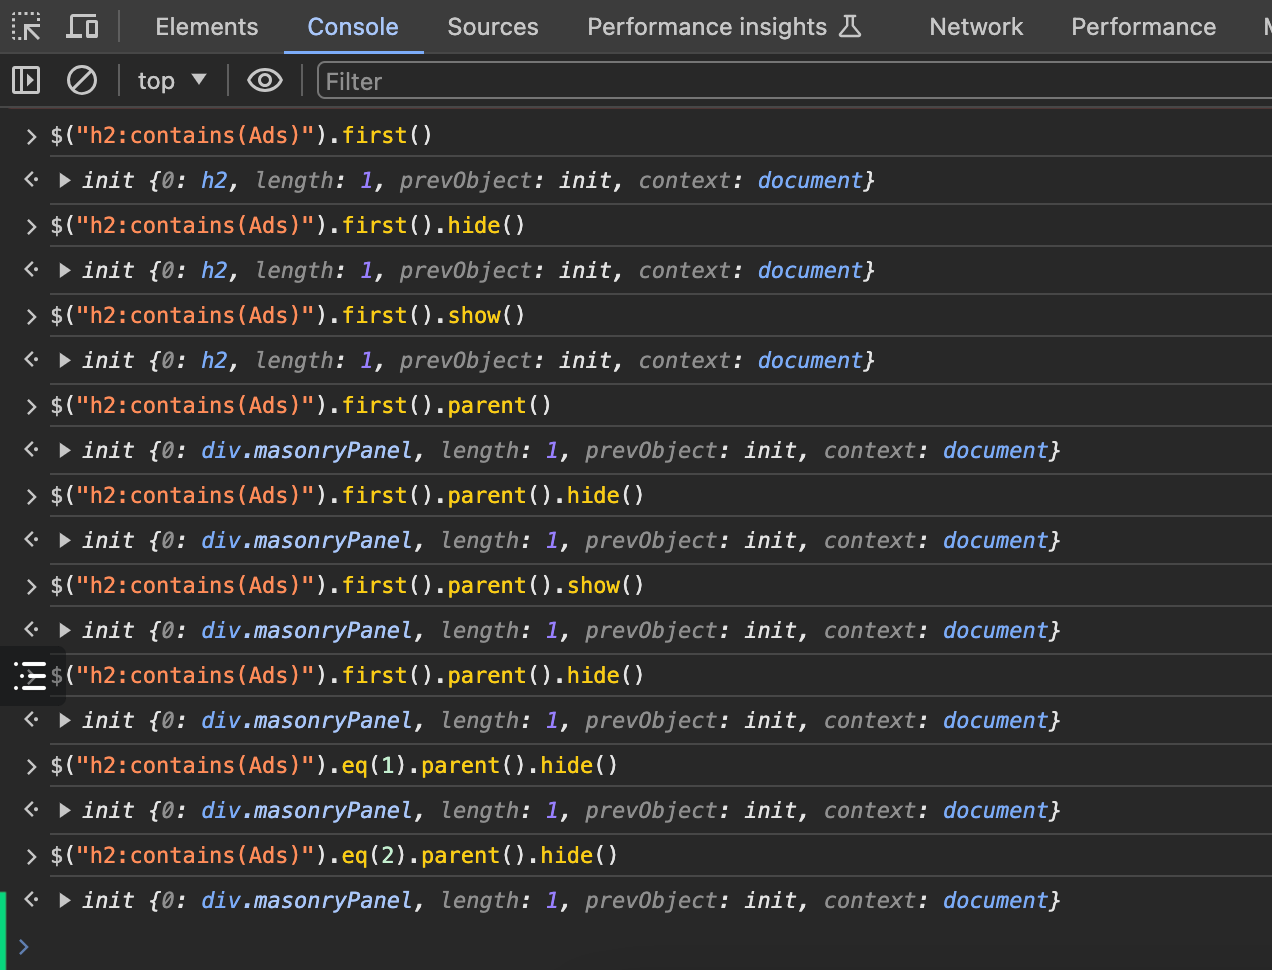 Elements Console Sources Performance insights Network Performance
top Filter
$("h2:contains(Ads)").first()
init {0: h2, length: 1, prevObject: init, context: document}
$("h2:contains(Ads)").first().hide()
init {0: h2, length: 1, prevObject: init, context: document}
$("h2:contains(Ads)").first().show()
init {0: h2, length: 1, prevObject: init, context: document}
$("h2:contains(Ads)").first().parent()
init {0: div.masonryPanel, length: 1, prevObject: init, context: document}
$("h2:contains(Ads)").first().parent().hide()
init {0: div.masonryPanel, length: 1, prevObject: init, context: document}
$("h2:contains(Ads)").first().parent().show()
init {0: div.masonryPanel, length: 1, prevObject: init, context: document}
$("h2:contains(Ads)").first().parent().hide()
init {0: div.masonryPanel, length: 1, prevObject: init, context: document}
$("h2:contains(Ads)").eq(1).parent().hide()
init {0: div.masonryPanel, length: 1, prevObject: init, context: document}
$("h2:contains(Ads)").eq(2).parent().hide()
init {0: div.masonryPanel, length: 1, prevObject: init, context: document}